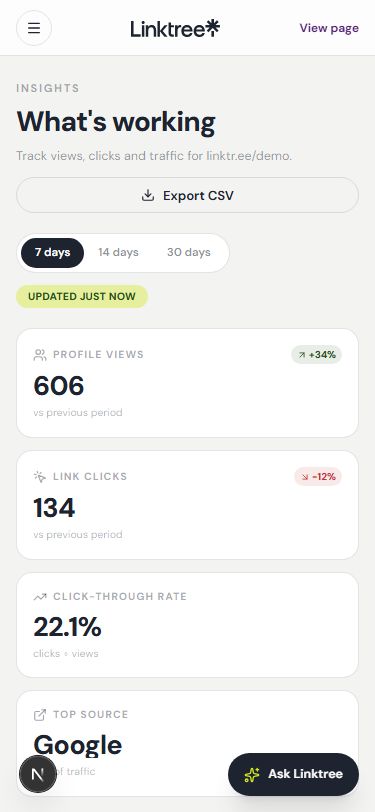 Linktree
View page
INSIGHTS
What's working
Track views, clicks and traffic for linktr.ee/demo.
Export CSV
7 days
14 days
30 days
UPDATED JUST NOW
PROFILE VIEWS
+34%
606
vs previous period
LINK CLICKS
-12%
134
vs previous period
CLICK-THROUGH RATE
22.1%
clicks ÷ views
TOP SOURCE
Google
of traffic
N
Ask Linktree